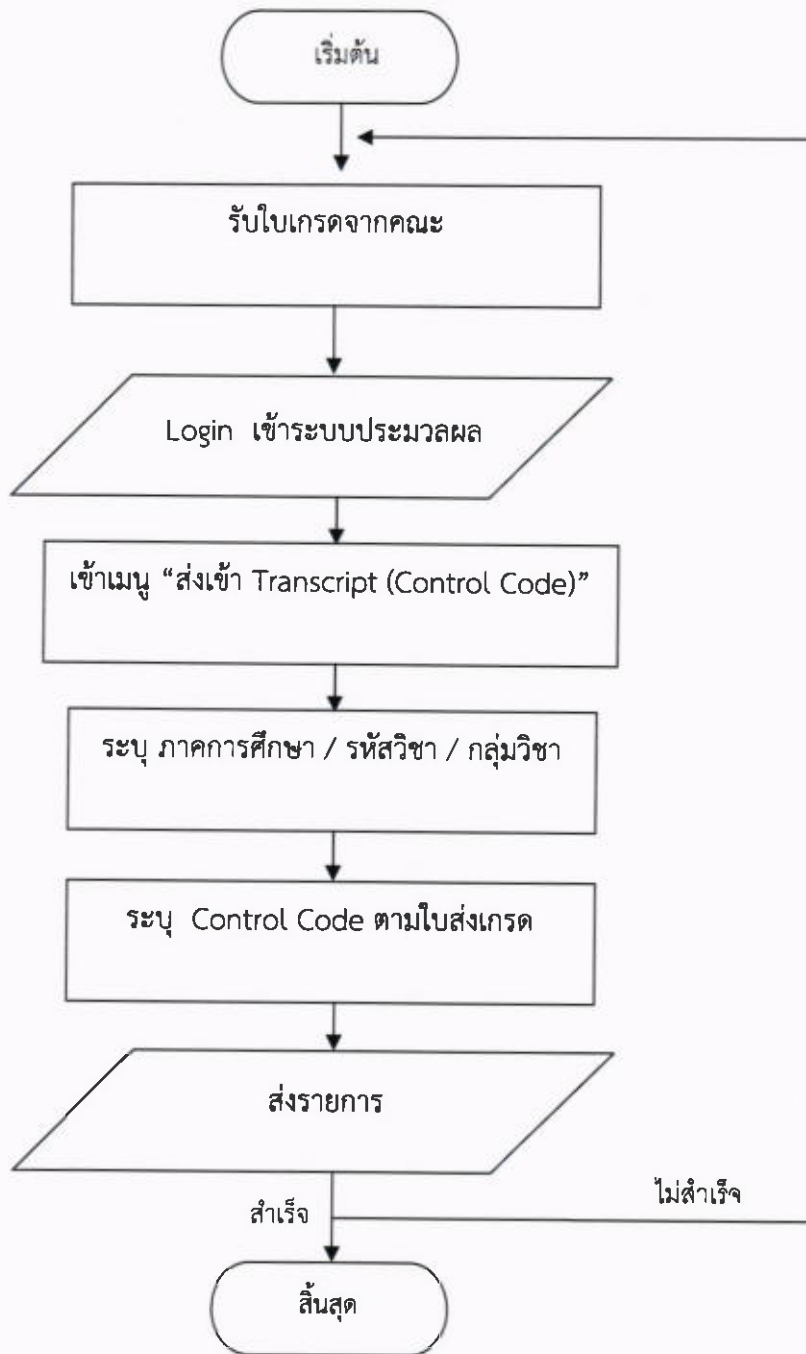 เริ่มต้น
รับใบเกรดจากคณะ
Login เข้าระบบประมวลผล
เข้าเมนู “ส่งเข้า Transcript (Control Code)”
ระบุ ภาคการศึกษา / รหัสวิชา / กลุ่มวิชา
ระบุ Control Code ตามใบส่งเกรด
ส่งรายการ
ไม่สำเร็จ
สำเร็จ
สิ้นสุด